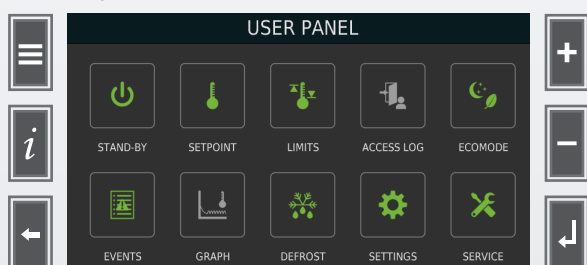 USER PANEL
STAND-BY SETPOINT LIMITS ACCESS LOG ECOMODE
EVENTS GRAPH DEFROST SETTINGS SERVICE
i